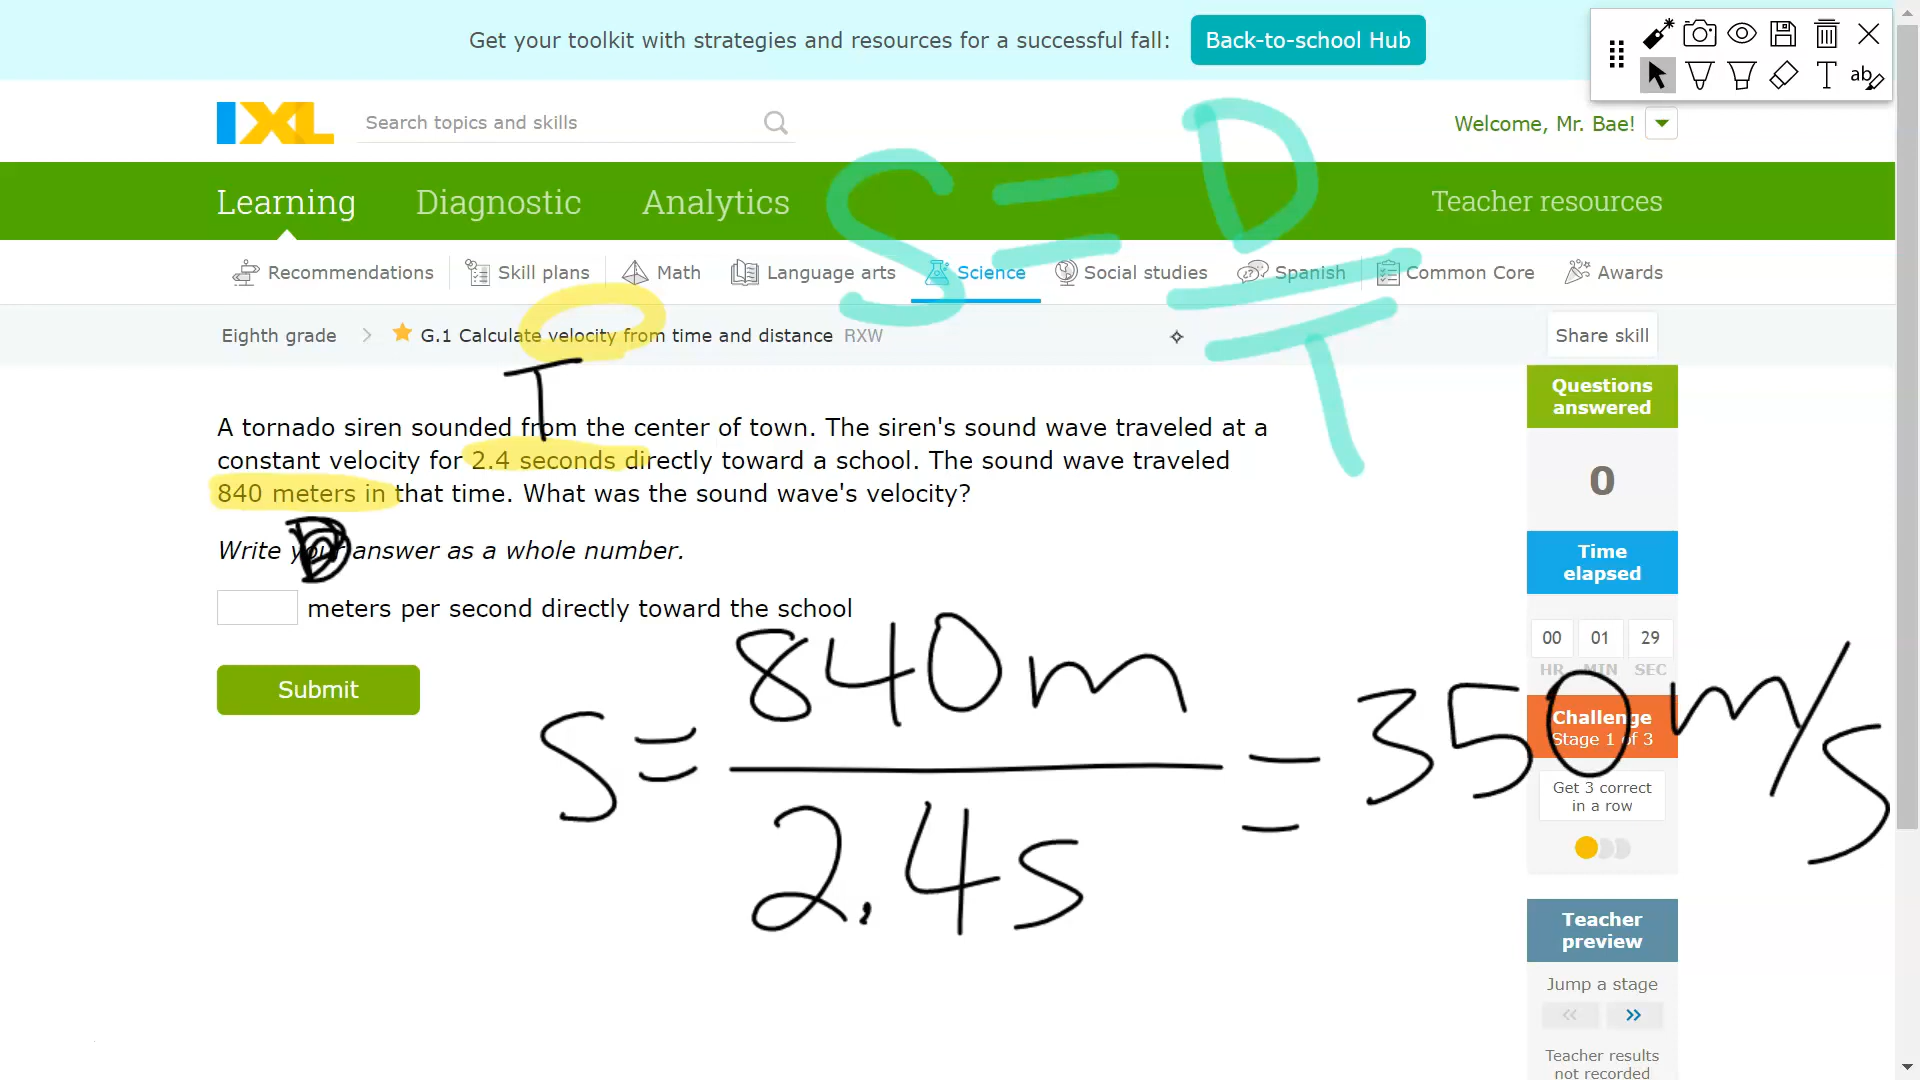 Get your toolkit with strategies and resources for a successful fall: Back-to-school Hub
IXL
Search topics and skills
Welcome, Mr. Bae!
Learning Diagnostic Analytics Teacher resources
S = D/T
Recommendations Skill plans Math Language arts Science Social studies Spanish Common Core Awards
Eighth grade > G.1 Calculate velocity from time and distance RXW
Share skill
T
A tornado siren sounded from the center of town. The siren's sound wave traveled at a
constant velocity for 2.4 seconds directly toward a school. The sound wave traveled
840 meters in that time. What was the sound wave's velocity?
D
Write your answer as a whole number.
meters per second directly toward the school
Submit
S = 840m/2.4s = 350 m/s
Questions
answered
0
Time
elapsed
00 01 29
HR MIN SEC
Challenge
Stage 1 of 3
Get 3 correct
in a row
Teacher
preview
Jump a stage
Teacher results
not recorded